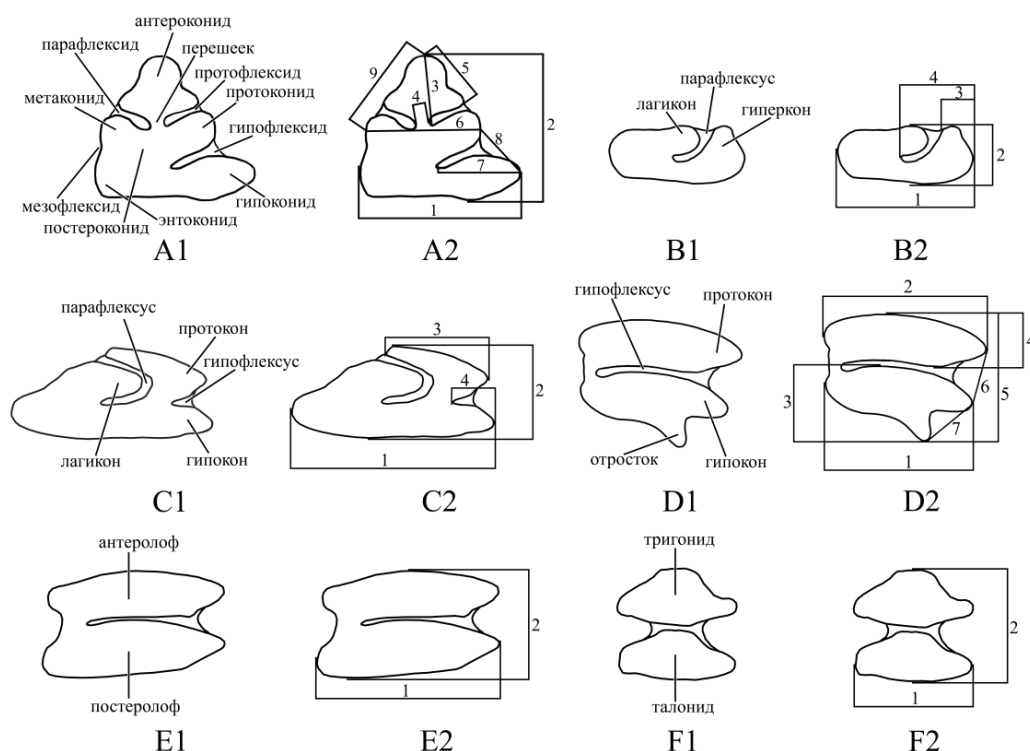 антероконид
парафлексид
перешеек
протофлексид
метаконид
протоконид
гипофлексид
мезофлексид
гипоконид
энтоконид
постероконид
A1
9
5
3
4
2
6
8
7
1
A2
парафлексус
лагикон
гиперкон
B1
4
3
2
1
B2
парафлексус
протокон
гипофлексус
лагикон
гипокон
C1
3
2
4
1
C2
гипофлексус
протокон
отросток
гипокон
D1
2
4
3
6
5
7
1
D2
антеролоф
постеролоф
E1
2
1
E2
тригонид
талонид
F1
2
1
F2